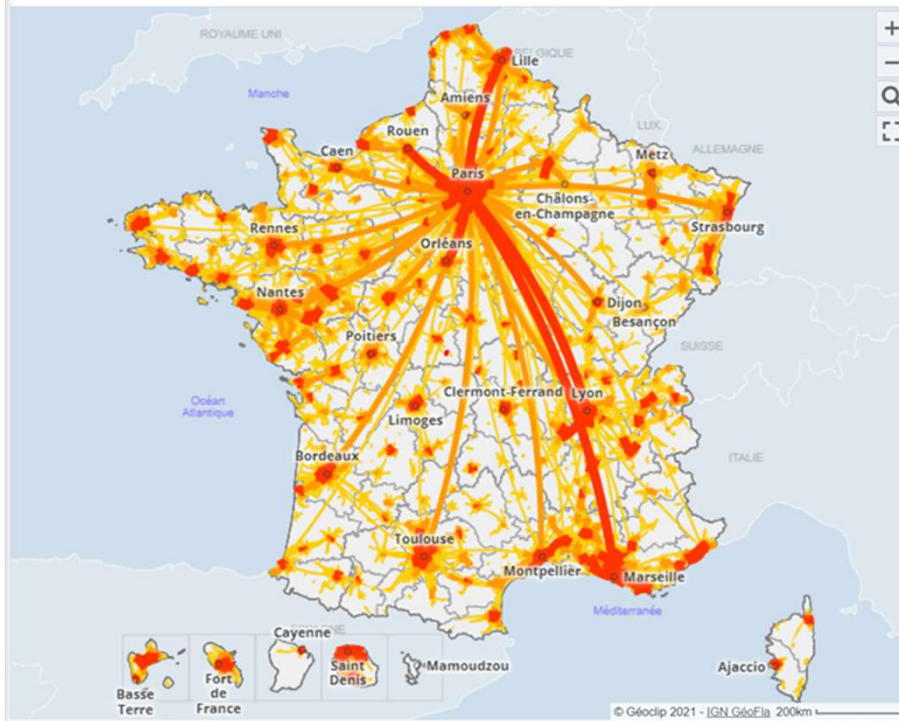 ROYAUME UNI
BELGIQUE
Lille
Manche
Amiens
Rouen
LUX.
Caen
Metz
ALLEMAGNE
Paris
Châlons-
en-Champagne
Strasbourg
Rennes
Orléans
Nantes
Dijon
Besançon
Poitiers
SUISSE
Océan
Atlantique
Clermont-Ferrand
Lyon
Limoges
Bordeaux
ITALIE
Toulouse
Montpellier
Marseille
Méditerranée
ESPAGNE
Cayenne
Saint
Denis
Mamoudzou
Ajaccio
Basse
Terre
Fort
de
France
© Géoclip 2021 - IGN GéoFla 200km